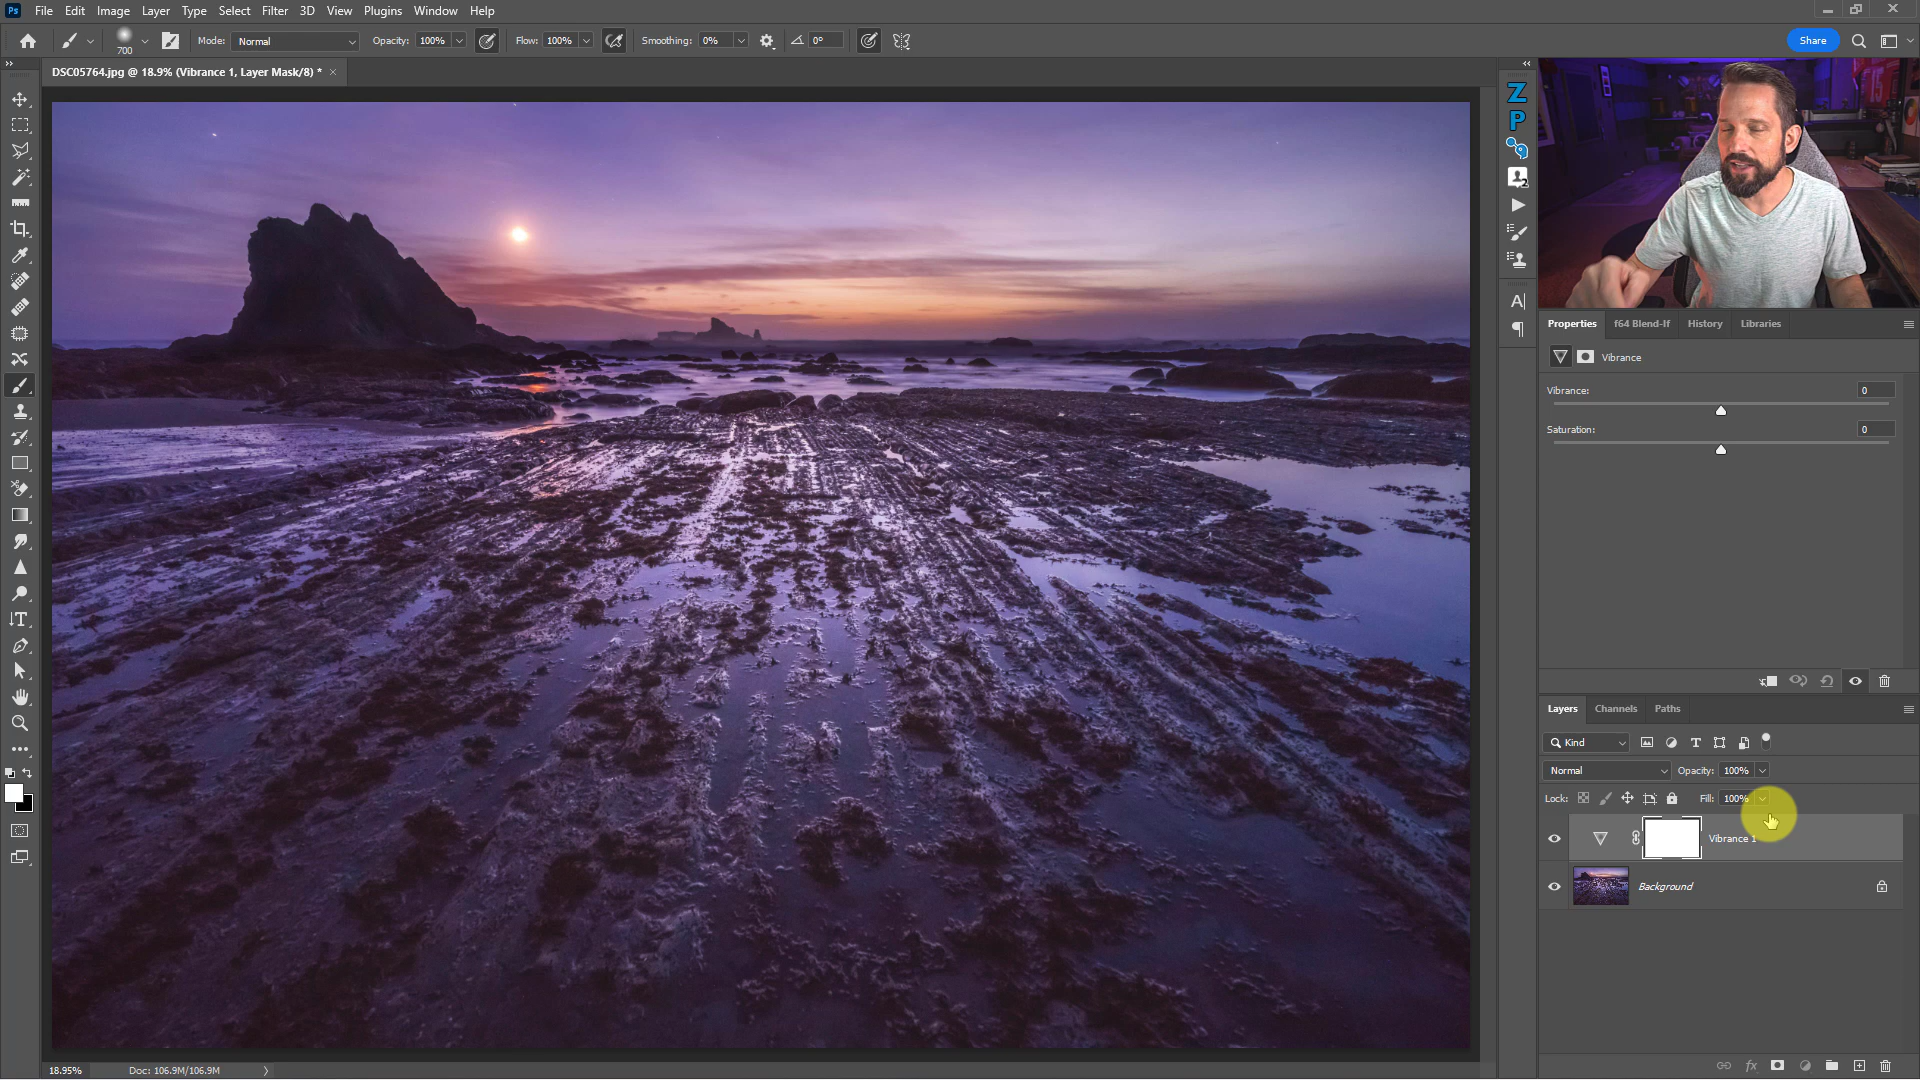 Ps File Edit Image Layer Type Select Filter 3D View Plugins Window Help
700 Mode: Normal Opacity: 100% Flow: 100% Smoothing: 0% 0° Share
DSC05764.jpg @ 18.9% (Vibrance 1, Layer Mask/8) * ×
Z
P
2
A
Properties f64 Blend-If History Libraries
Vibrance
Vibrance: 0
Saturation: 0
Layers Channels Paths
Kind
Normal Opacity: 100%
Lock: Fill: 100%
Vibrance 1
Background
fx
18.95% Doc: 106.9M/106.9M